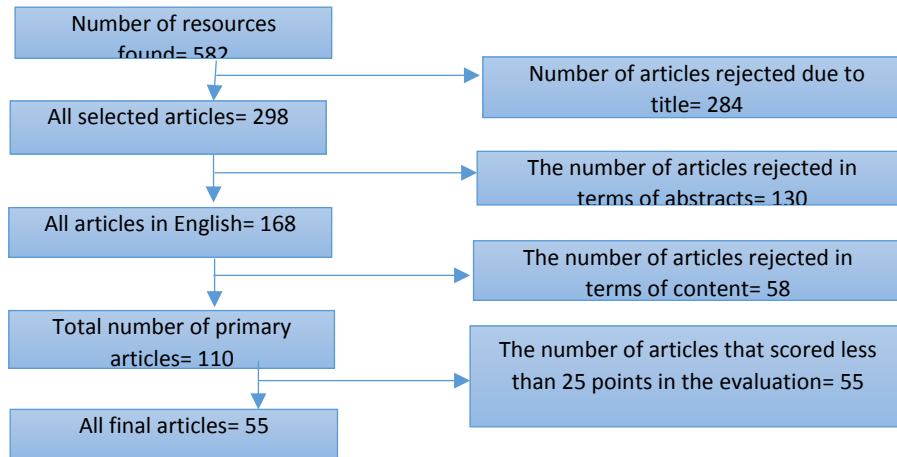 Number of resources
found= 582
Number of articles rejected due to
title= 284
All selected articles= 298
The number of articles rejected in
terms of abstracts= 130
All articles in English= 168
The number of articles rejected in
terms of content= 58
Total number of primary
articles= 110
The number of articles that scored less
than 25 points in the evaluation= 55
All final articles= 55